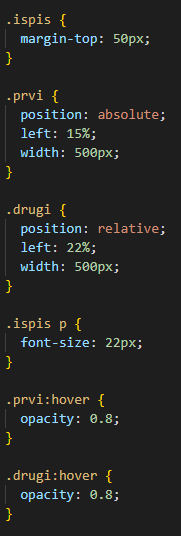 .ispis {
  margin-top: 50px;
}
.prvi {
  position: absolute;
  left: 15%;
  width: 500px;
}
.drugi {
  position: relative;
  left: 22%;
  width: 500px;
}
.ispis p {
  font-size: 22px;
}
.prvi:hover {
  opacity: 0.8;
}
.drugi:hover {
  opacity: 0.8;
}